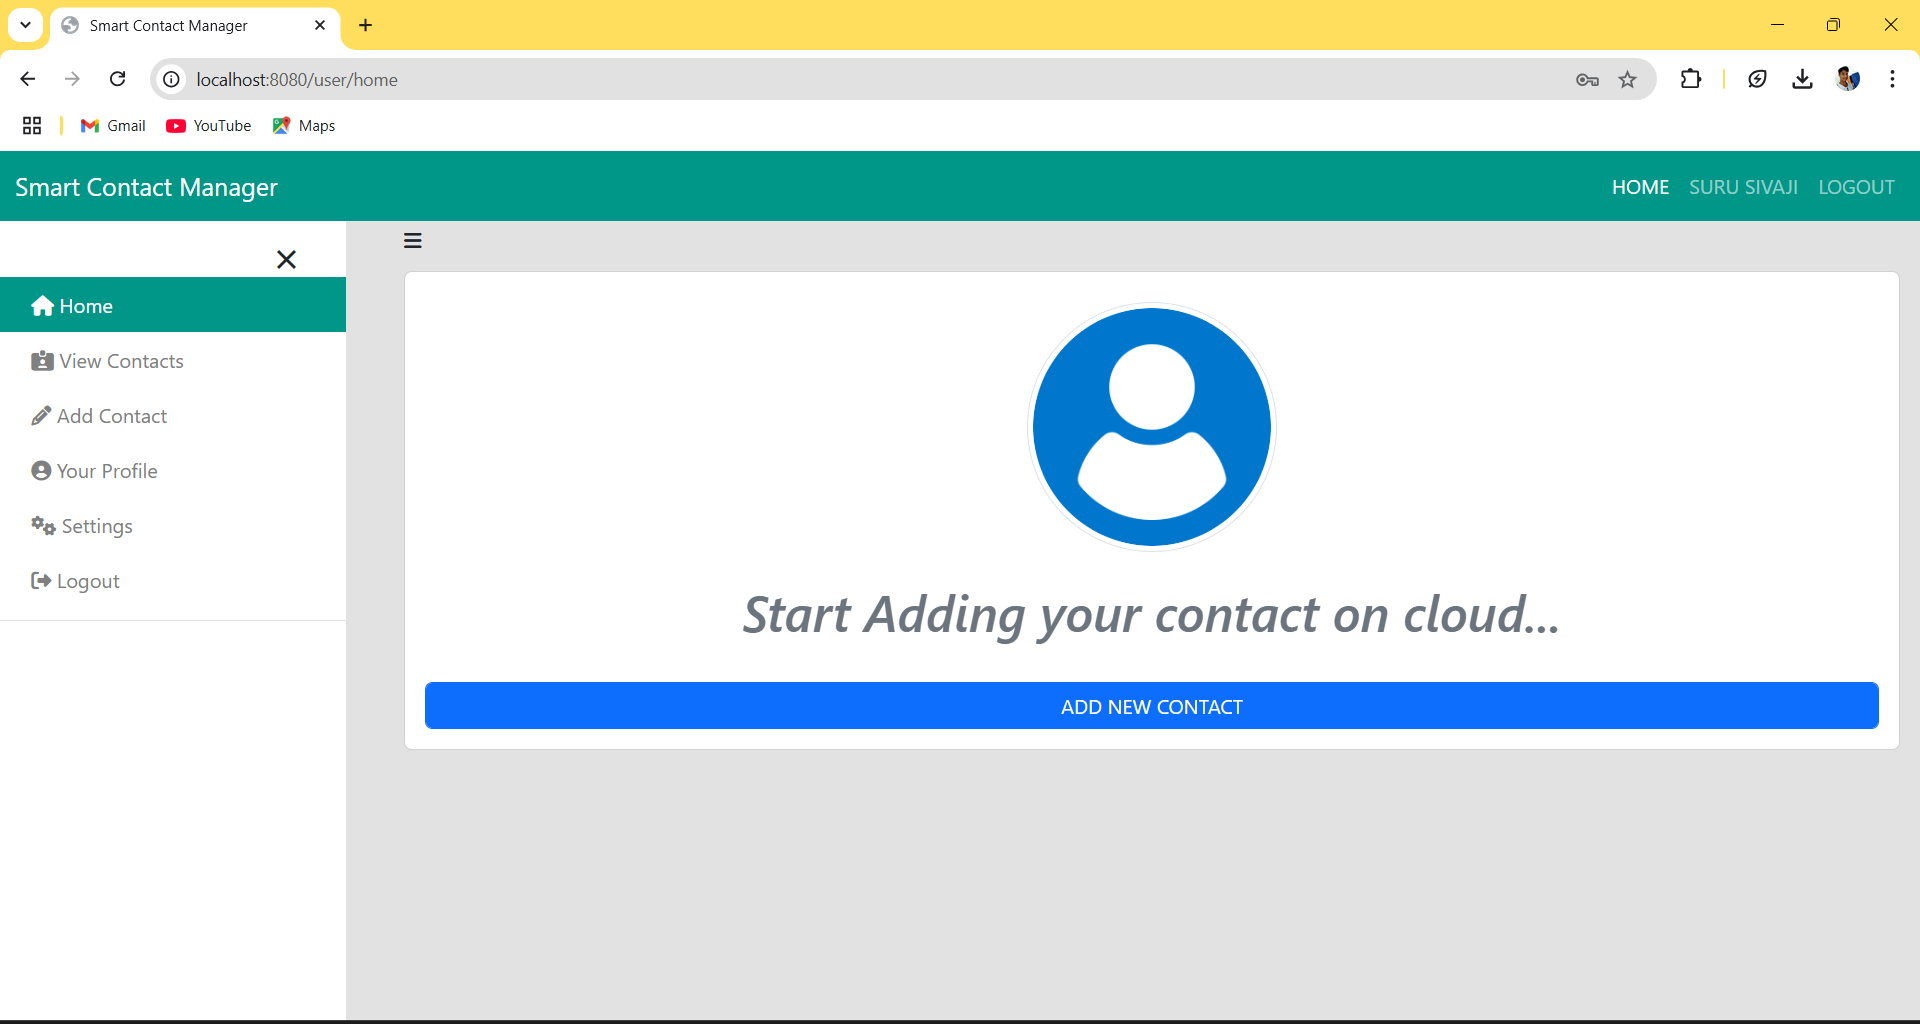 Smart Contact Manager
localhost:8080/user/home
Gmail YouTube Maps
Smart Contact Manager HOME SURU SIVAJI LOGOUT
Home
View Contacts
Add Contact
Your Profile
Settings
Logout
Start Adding your contact on cloud...
ADD NEW CONTACT